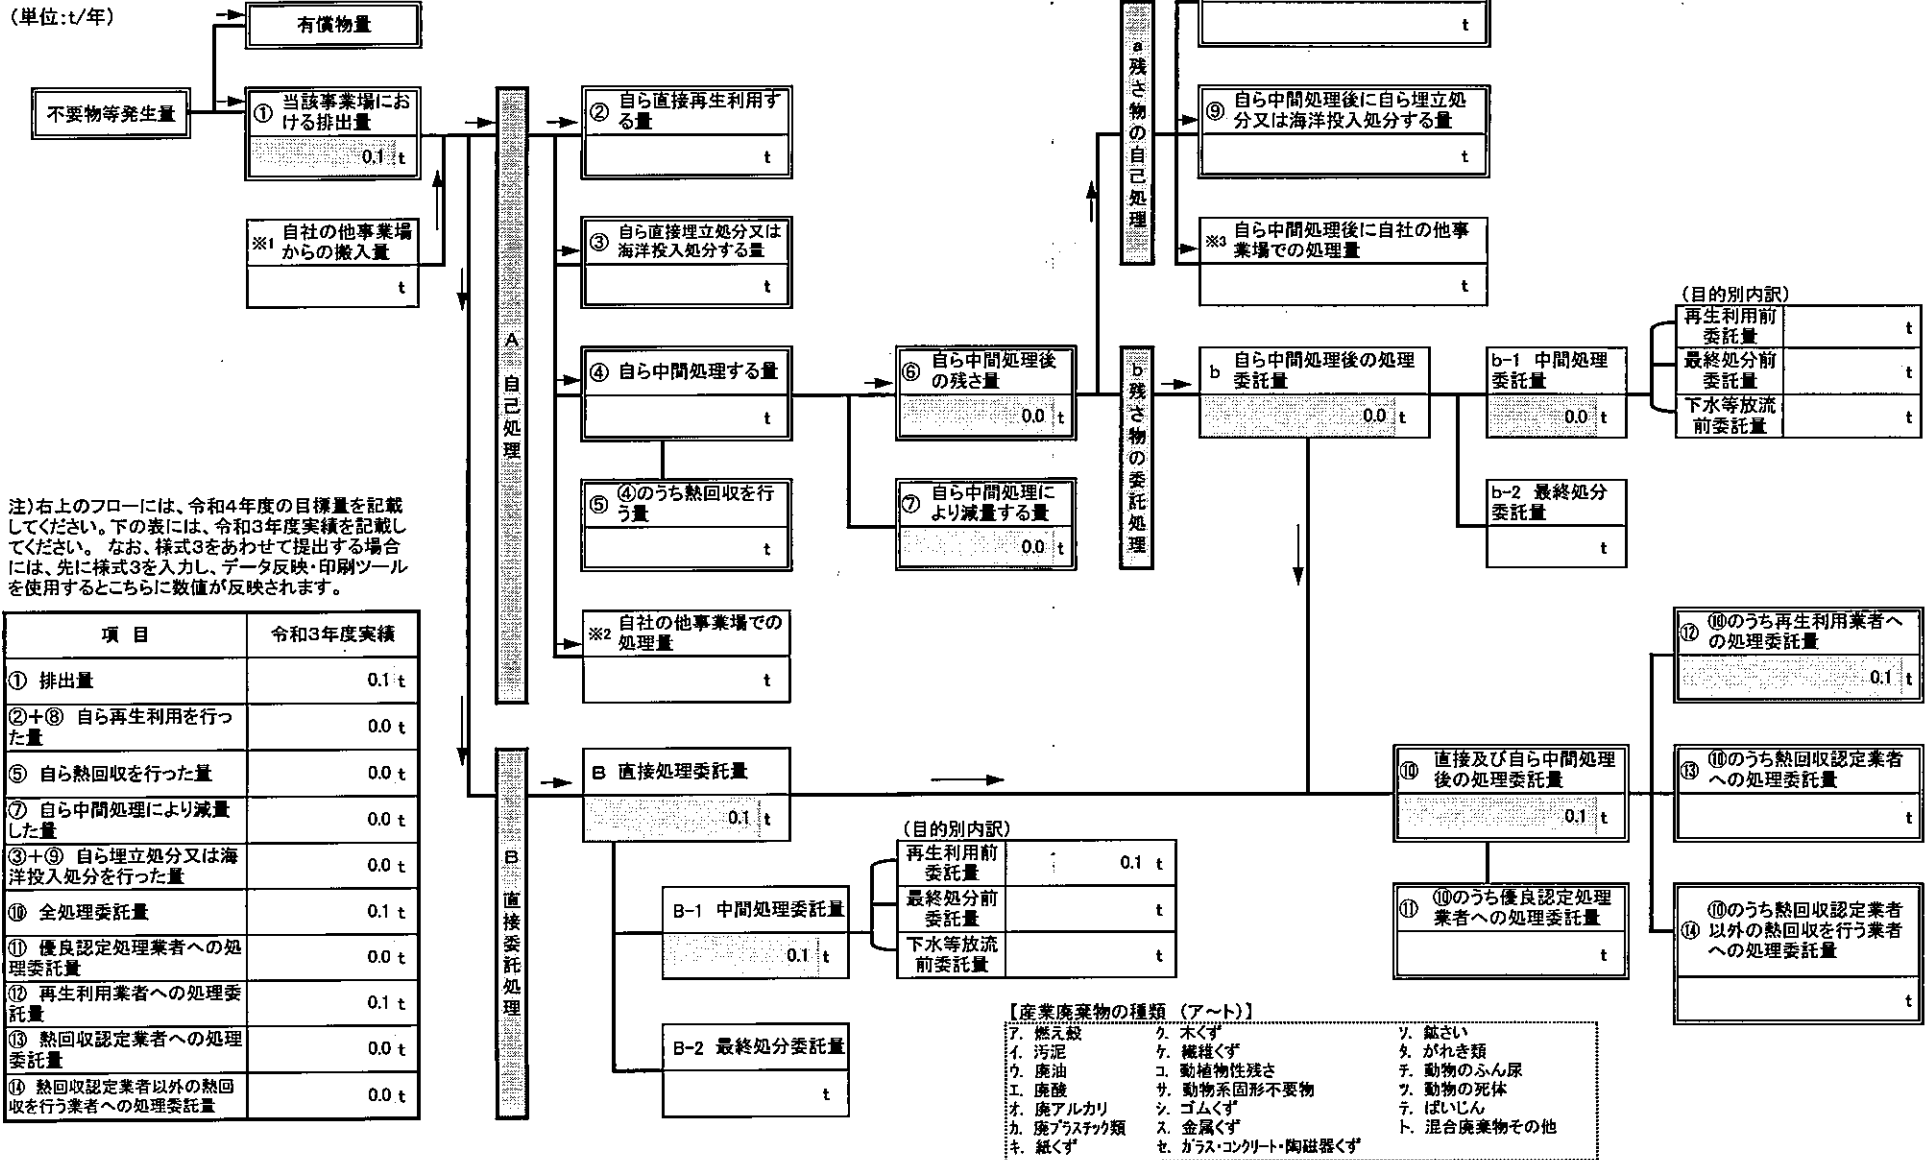 (単位:t/年)
有償物量
不要物等発生量
① 当該事業場にお
ける排出量
0.1 t
※1 自社の他事業場
からの搬入量
t
A 自己処理
② 自ら直接再生利用す
る量
t
③ 自ら直接埋立処分又は
海洋投入処分する量
t
④ 自ら中間処理する量
t
⑤ ④のうち熱回収を行
う量
t
※2 自社の他事業場での
処理量
t
⑥ 自ら中間処理後
の残さ量
0.0 t
⑦ 自ら中間処理に
より減量する量
0.0 t
a 残さ物の自己処理
t
⑨ 自ら中間処理後に自ら埋立処
分又は海洋投入処分する量
t
※3 自ら中間処理後に自社の他事
業場での処理量
t
b 残さ物の委託処理
b 自ら中間処理後の処理
委託量
0.0 t
b-1 中間処理
委託量
0.0 t
(目的別内訳)
再生利用前
委託量 t
最終処分前
委託量 t
下水等放流
前委託量 t
b-2 最終処分
委託量
t
注)右上のフローには、令和4年度の目標量を記載
してください。下の表には、令和3年度実績を記載し
てください。 なお、様式3をあわせて提出する場合
には、先に様式3を入力し、データ反映・印刷ツール
を使用するとこちらに数値が反映されます。
項 目 令和3年度実績
① 排出量 0.1 t
②+⑧ 自ら再生利用を行っ
た量 0.0 t
⑤ 自ら熱回収を行った量 0.0 t
⑦ 自ら中間処理により減量
した量 0.0 t
③+⑨ 自ら埋立処分又は海
洋投入処分を行った量 0.0 t
⑩ 全処理委託量 0.1 t
⑪ 優良認定処理業者への処
理委託量 0.0 t
⑫ 再生利用業者への処理委
託量 0.1 t
⑬ 熱回収認定業者への処理
委託量 0.0 t
⑭ 熱回収認定業者以外の熱回
収を行う業者への処理委託量 0.0 t
B 直接委託処理
B 直接処理委託量
0.1 t
B-1 中間処理委託量
0.1 t
(目的別内訳)
再生利用前
委託量 0.1 t
最終処分前
委託量 t
下水等放流
前委託量 t
B-2 最終処分委託量
t
⑩ 直接及び自ら中間処理
後の処理委託量
0.1 t
⑪ ⑩のうち優良認定処理
業者への処理委託量
t
⑫ ⑩のうち再生利用業者へ
の処理委託量
0.1 t
⑬ ⑩のうち熱回収認定業者
への処理委託量
t
⑭ ⑩のうち熱回収認定業者
以外の熱回収を行う業者
への処理委託量
t
【産業廃棄物の種類 (ア~ト)】
ア. 燃え殻 ク. 木くず ソ. 鉱さい
イ. 汚泥 ケ. 繊維くず タ. がれき類
ウ. 廃油 コ. 動植物性残さ チ. 動物のふん尿
エ. 廃酸 サ. 動物系固形不要物 ツ. 動物の死体
オ. 廃アルカリ シ. ゴムくず テ. ばいじん
カ. 廃プラスチック類 ス. 金属くず ト. 混合廃棄物その他
キ. 紙くず セ. ガラス・コンクリート・陶磁器くず